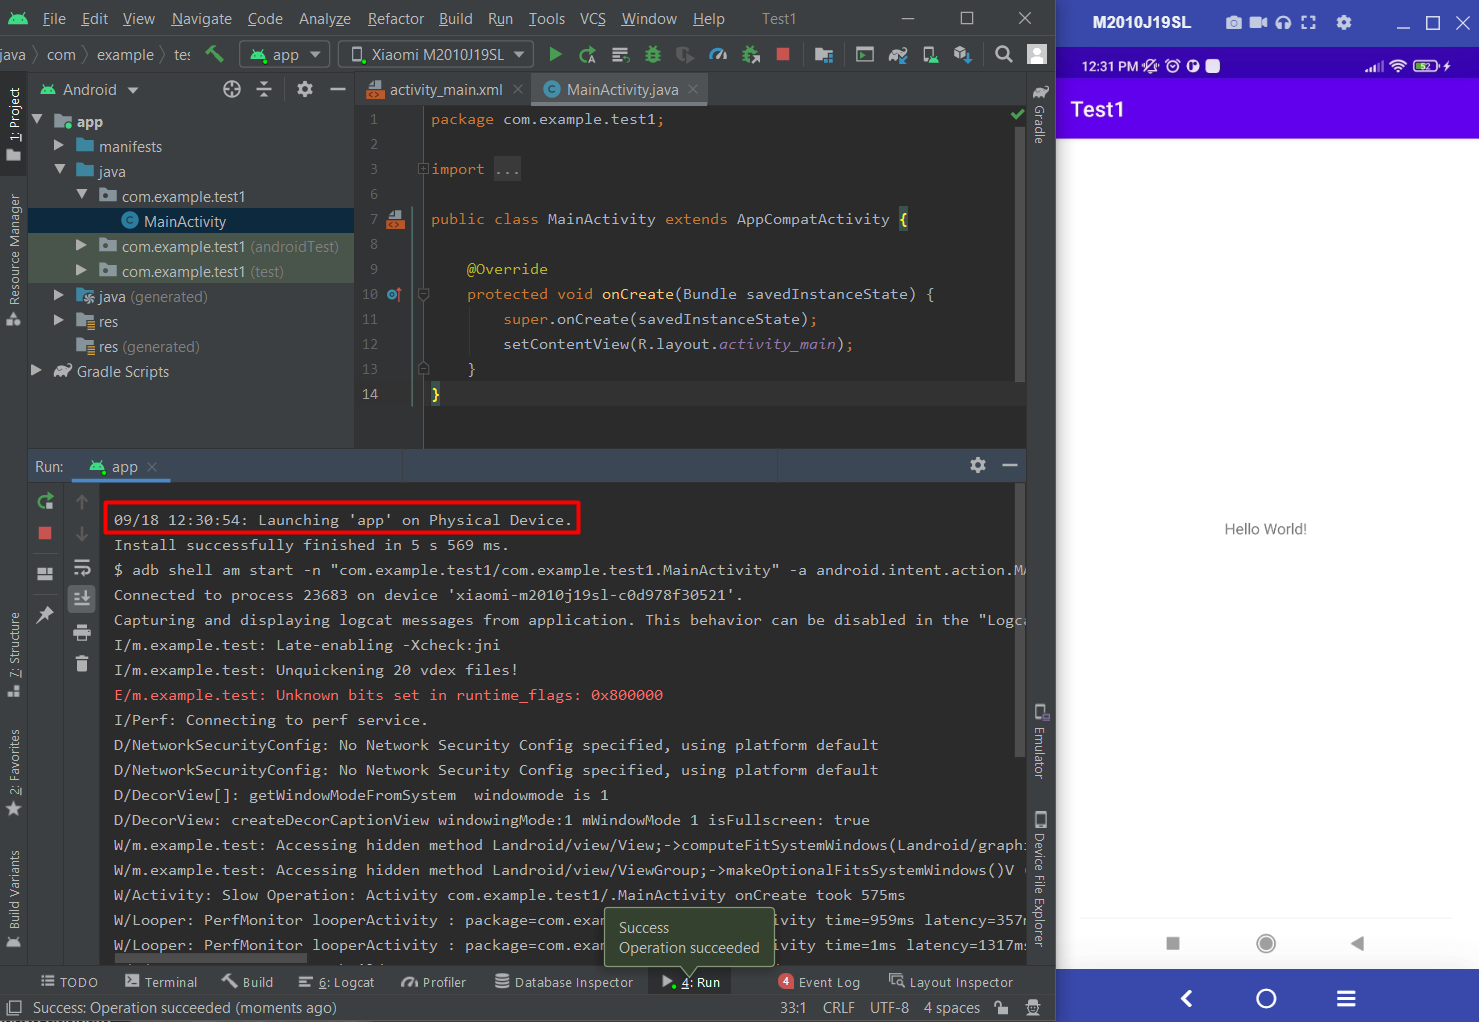 File Edit View Navigate Code Analyze Refactor Build Run Tools VCS Window Help Test1
java com example tes app Xiaomi M2010J19SL
Android
activity_main.xml MainActivity.java
1: Project
Resource Manager
7: Structure
2: Favorites
Build Variants
app
manifests
java
com.example.test1
MainActivity
com.example.test1 (androidTest)
com.example.test1 (test)
java (generated)
res
res (generated)
Gradle Scripts
1 package com.example.test1;
2
3 import ...
6
7 public class MainActivity extends AppCompatActivity {
8
9 @Override
10 protected void onCreate(Bundle savedInstanceState) {
11 super.onCreate(savedInstanceState);
12 setContentView(R.layout.activity_main);
13 }
14 }
Gradle
Emulator
Device File Explorer
Run: app
09/18 12:30:54: Launching 'app' on Physical Device.
Install successfully finished in 5 s 569 ms.
$ adb shell am start -n "com.example.test1/com.example.test1.MainActivity" -a android.intent.action.MA
Connected to process 23683 on device 'xiaomi-m2010j19sl-c0d978f30521'.
Capturing and displaying logcat messages from application. This behavior can be disabled in the "Logca
I/m.example.test: Late-enabling -Xcheck:jni
I/m.example.test: Unquickening 20 vdex files!
E/m.example.test: Unknown bits set in runtime_flags: 0x800000
I/Perf: Connecting to perf service.
D/NetworkSecurityConfig: No Network Security Config specified, using platform default
D/NetworkSecurityConfig: No Network Security Config specified, using platform default
D/DecorView[]: getWindowModeFromSystem  windowmode is 1
D/DecorView: createDecorCaptionView windowingMode:1 mWindowMode 1 isFullscreen: true
W/m.example.test: Accessing hidden method Landroid/view/View;->computeFitSystemWindows(Landroid/graphi
W/m.example.test: Accessing hidden method Landroid/view/ViewGroup;->makeOptionalFitsSystemWindows()V (
W/Activity: Slow Operation: Activity com.example.test1/.MainActivity onCreate took 575ms
W/Looper: PerfMonitor looperActivity : package=com.exam ivity time=959ms latency=357m
W/Looper: PerfMonitor looperActivity : package=com.exam ivity time=1ms latency=1317ms
Success
Operation succeeded
TODO Terminal Build 6: Logcat Profiler Database Inspector 4: Run 4 Event Log Layout Inspector
Success: Operation succeeded (moments ago) 33:1 CRLF UTF-8 4 spaces
M2010J19SL
12:31 PM 52
Test1
Hello World!